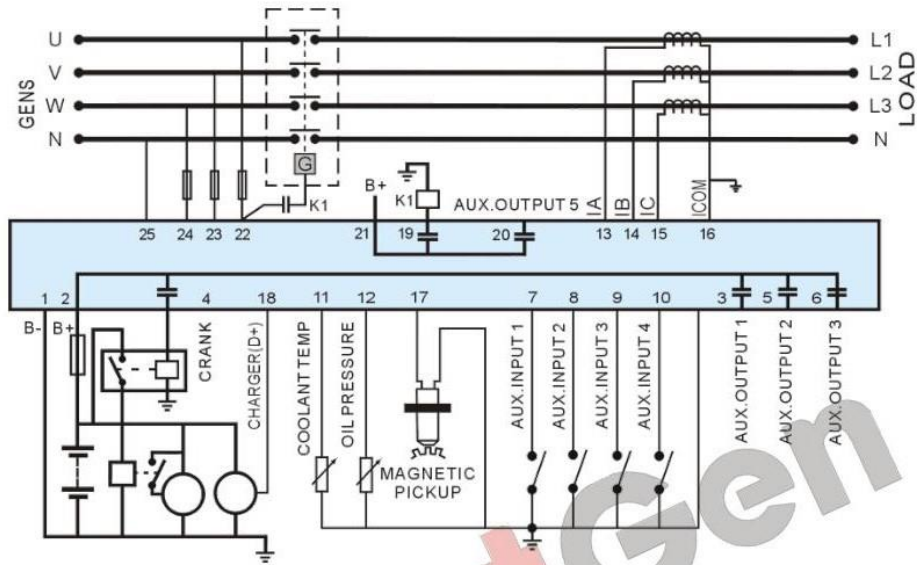 U
V
W
N
GENS
L1
L2
L3
N
LOAD
G
K1
B+
K1
AUX.OUTPUT 5
IA
IB
IC
ICOM
25
24
23
22
21
19
20
13
14
15
16
1
2
4
18
11
12
17
7
8
9
10
3
5
6
B-
B+
CRANK
CHARGER(D+)
COOLANT TEMP
OIL PRESSURE
MAGNETIC
PICKUP
AUX.INPUT 1
AUX.INPUT 2
AUX.INPUT 3
AUX.INPUT 4
AUX.OUTPUT 1
AUX.OUTPUT 2
AUX.OUTPUT 3